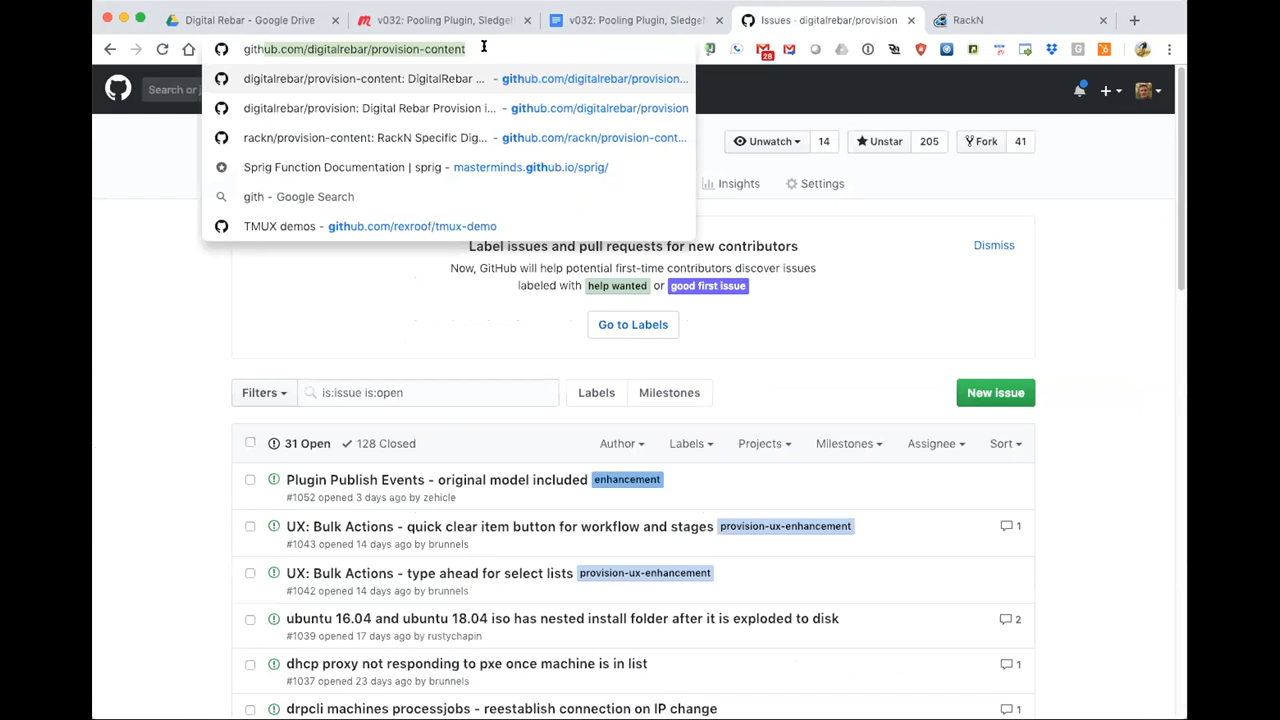 Digital Rebar - Google Drive
v032: Pooling Plugin, Sledgeh
v032: Pooling Plugin, Sledgeh
Issues · digitalrebar/provision
RackN
github.com/digitalrebar/provision-content
28
digitalrebar/provision-content: DigitalRebar ... - github.com/digitalrebar/provision...
digitalrebar/provision: Digital Rebar Provision i... - github.com/digitalrebar/provision
rackn/provision-content: RackN Specific Dig... - github.com/rackn/provision-cont...
Sprig Function Documentation | sprig - masterminds.github.io/sprig/
gith - Google Search
TMUX demos - github.com/rexroof/tmux-demo
Search or j
Unwatch 14
Unstar 205
Fork 41
Insights
Settings
Label issues and pull requests for new contributors
Dismiss
Now, GitHub will help potential first-time contributors discover issues
labeled with help wanted or good first issue
Go to Labels
Filters
is:issue is:open
Labels
Milestones
New issue
31 Open
128 Closed
Author
Labels
Projects
Milestones
Assignee
Sort
Plugin Publish Events - original model included enhancement
#1052 opened 3 days ago by zehicle
UX: Bulk Actions - quick clear item button for workflow and stages provision-ux-enhancement
1
#1043 opened 14 days ago by brunnels
UX: Bulk Actions - type ahead for select lists provision-ux-enhancement
#1042 opened 14 days ago by brunnels
ubuntu 16.04 and ubuntu 18.04 iso has nested install folder after it is exploded to disk
2
#1039 opened 17 days ago by rustychapin
dhcp proxy not responding to pxe once machine is in list
1
#1037 opened 23 days ago by brunnels
drpcli machines processjobs - reestablish connection on IP change
1